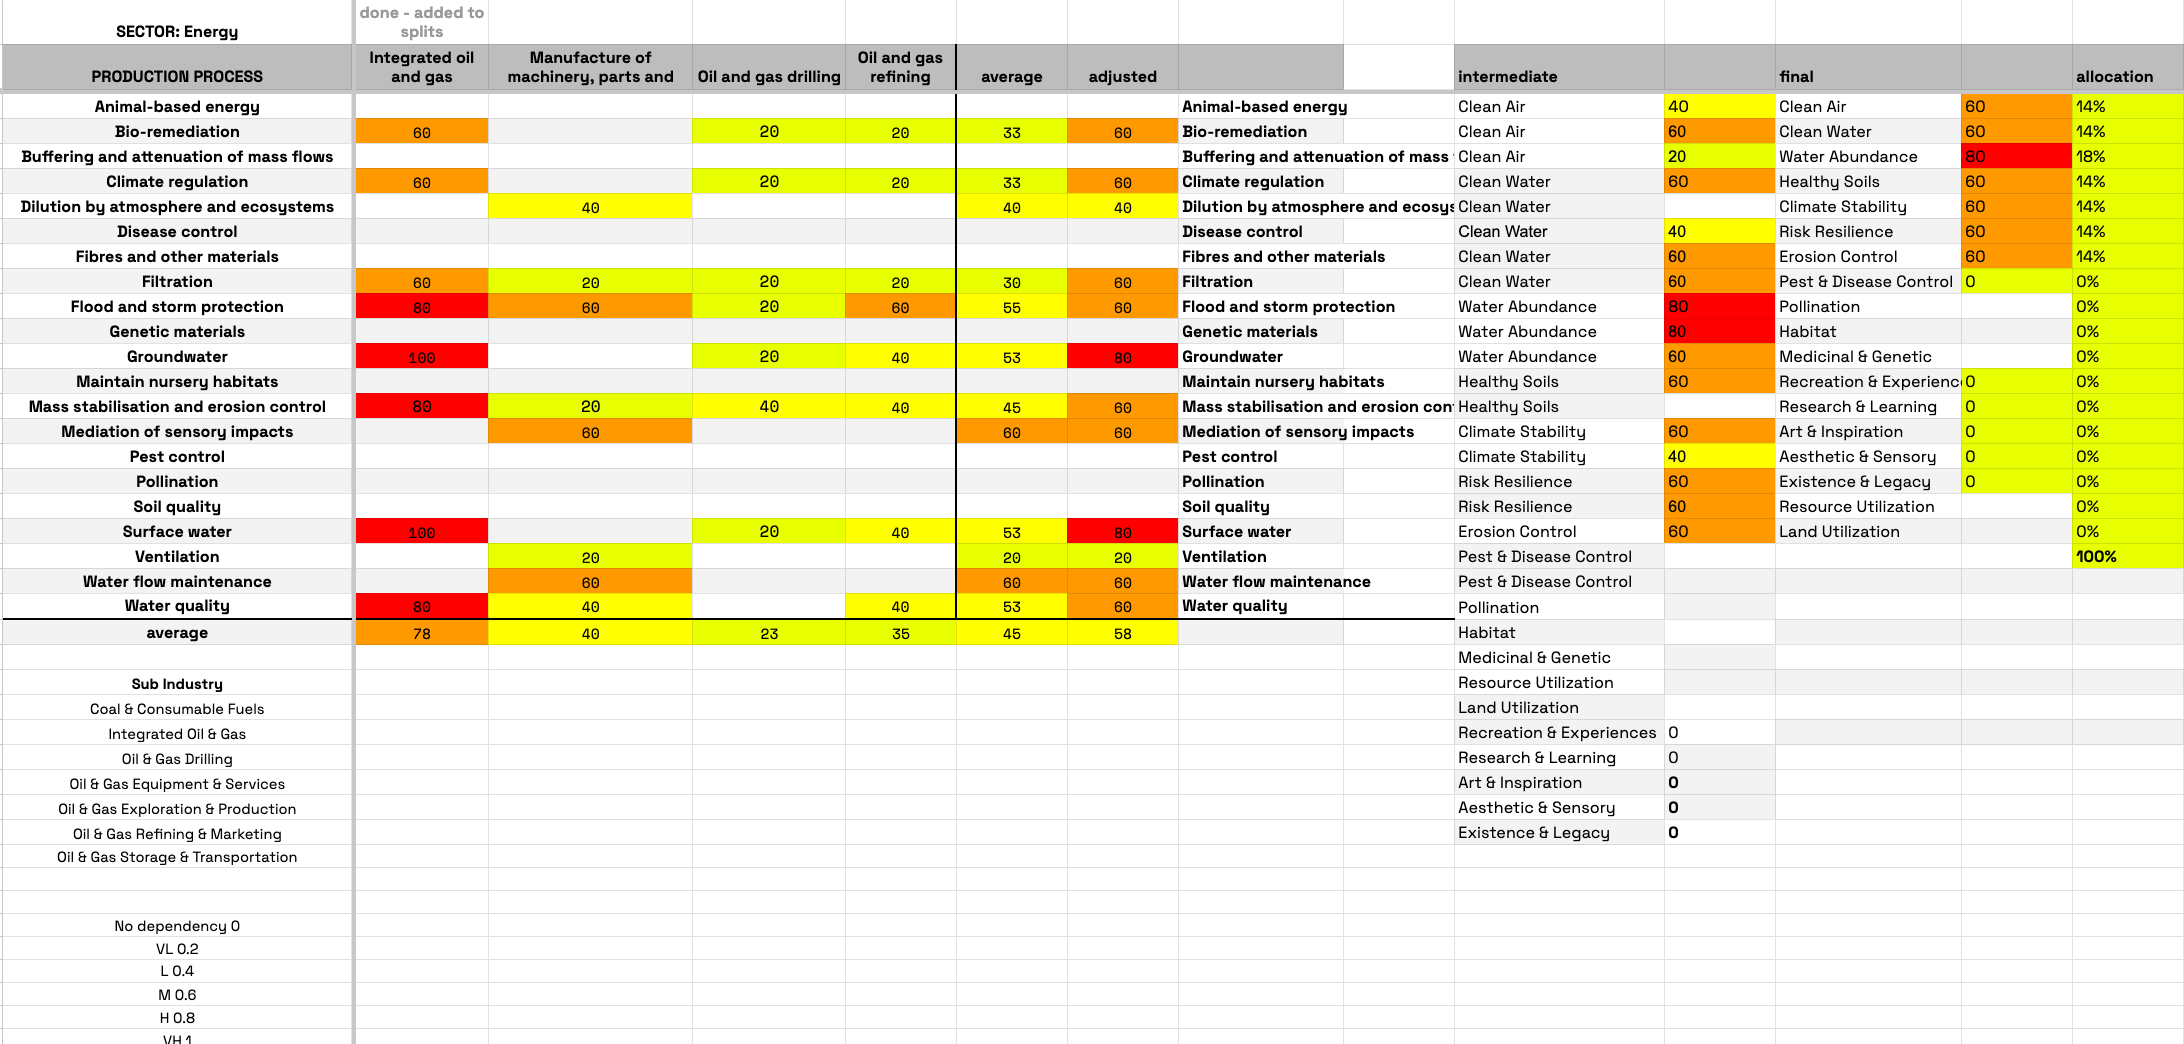 done - added to
splits
SECTOR: Energy
PRODUCTION PROCESS Integrated oil and gas Manufacture of machinery, parts and Oil and gas drilling Oil and gas refining average adjusted intermediate final allocation
Animal-based energy Animal-based energy Clean Air 40 Clean Air 60 14%
Bio-remediation 60 20 20 33 60 Bio-remediation Clean Air 60 Clean Water 60 14%
Buffering and attenuation of mass flows Buffering and attenuation of mass Clean Air 20 Water Abundance 80 18%
Climate regulation 60 20 20 33 60 Climate regulation Clean Water 60 Healthy Soils 60 14%
Dilution by atmosphere and ecosystems 40 40 40 Dilution by atmosphere and ecosys Clean Water Climate Stability 60 14%
Disease control Disease control Clean Water 40 Risk Resilience 60 14%
Fibres and other materials Fibres and other materials Clean Water 60 Erosion Control 60 14%
Filtration 60 20 20 20 30 60 Filtration Clean Water 60 Pest & Disease Control 0 0%
Flood and storm protection 80 60 20 60 55 60 Flood and storm protection Water Abundance 80 Pollination 0%
Genetic materials Genetic materials Water Abundance 80 Habitat 0%
Groundwater 100 20 40 53 80 Groundwater Water Abundance 60 Medicinal & Genetic 0%
Maintain nursery habitats Maintain nursery habitats Healthy Soils 60 Recreation & Experienc 0 0%
Mass stabilisation and erosion control 80 20 40 40 45 60 Mass stabilisation and erosion con Healthy Soils Research & Learning 0 0%
Mediation of sensory impacts 60 60 60 Mediation of sensory impacts Climate Stability 60 Art & Inspiration 0 0%
Pest control Pest control Climate Stability 40 Aesthetic & Sensory 0 0%
Pollination Pollination Risk Resilience 60 Existence & Legacy 0 0%
Soil quality Soil quality Risk Resilience 60 Resource Utilization 0%
Surface water 100 20 40 53 80 Surface water Erosion Control 60 Land Utilization 0%
Ventilation 20 20 20 Ventilation Pest & Disease Control 100%
Water flow maintenance 60 60 60 Water flow maintenance Pest & Disease Control
Water quality 80 40 40 53 60 Water quality Pollination
average 78 40 23 35 45 58 Habitat
Medicinal & Genetic
Sub Industry Resource Utilization
Coal & Consumable Fuels Land Utilization
Integrated Oil & Gas Recreation & Experiences 0
Oil & Gas Drilling Research & Learning 0
Oil & Gas Equipment & Services Art & Inspiration 0
Oil & Gas Exploration & Production Aesthetic & Sensory 0
Oil & Gas Refining & Marketing Existence & Legacy 0
Oil & Gas Storage & Transportation
No dependency 0
VL 0.2
L 0.4
M 0.6
H 0.8
VH 1